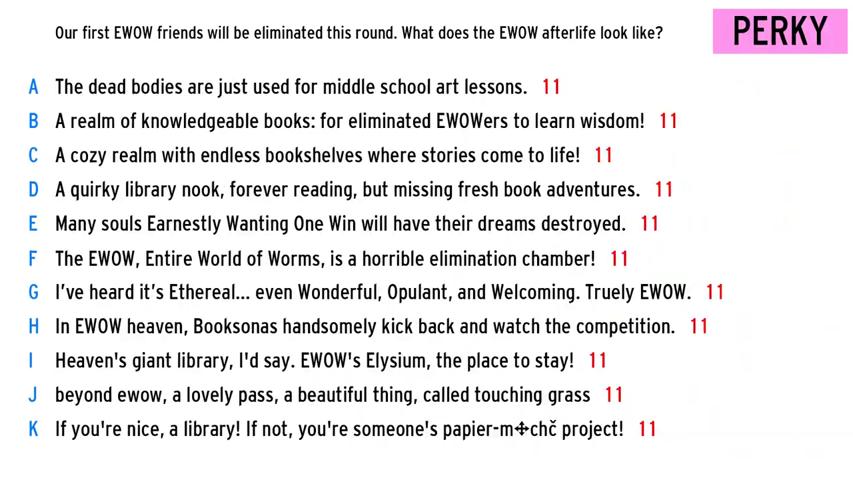 Our first EWOW friends will be eliminated this round. What does the EWOW afterlife look like?
PERKY
A The dead bodies are just used for middle school art lessons. 11
B A realm of knowledgeable books: for eliminated EWOWers to learn wisdom! 11
C A cozy realm with endless bookshelves where stories come to life! 11
D A quirky library nook, forever reading, but missing fresh book adventures. 11
E Many souls Earnestly Wanting One Win will have their dreams destroyed. 11
F The EWOW, Entire World of Worms, is a horrible elimination chamber! 11
G I've heard it's Ethereal... even Wonderful, Opulant, and Welcoming. Truely EWOW. 11
H In EWOW heaven, Booksonas handsomely kick back and watch the competition. 11
I Heaven's giant library, I'd say. EWOW's Elysium, the place to stay! 11
J beyond ewow, a lovely pass, a beautiful thing, called touching grass 11
K If you're nice, a library! If not, you're someone's papier-m✢chč project! 11